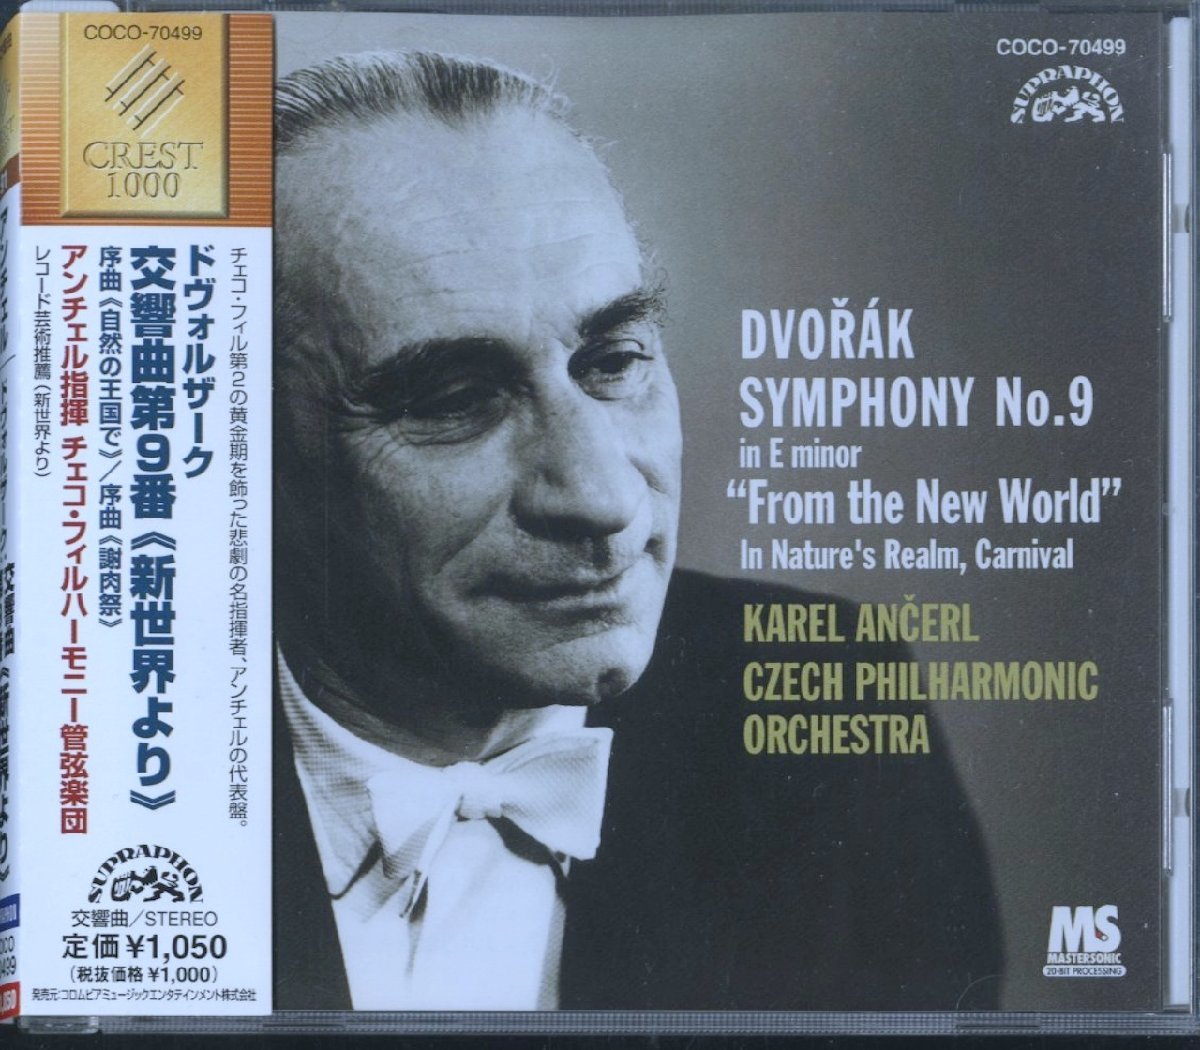 COCO-70499
CREST
1000
チェコ・フィル第2の黄金期を飾った悲劇の名指揮者、アンチェルの代表盤。
ドヴォルザーク
交響曲第9番《新世界より》
序曲《自然の王国で》/序曲《謝肉祭》
アンチェル指揮 チェコ・フィルハーモニー管弦楽団
レコード芸術推薦(新世界より)
SUPRAPHON
交響曲/STEREO
定価¥1,050
(税抜価格¥1,000)
発売元:コロムビアミュージックエンタテインメント株式会社
COCO-70499
SUPRAPHON
DVOŘÁK
SYMPHONY No.9
in E minor
“From the New World”
In Nature's Realm, Carnival
KAREL ANČERL
CZECH PHILHARMONIC
ORCHESTRA
MS
MASTERSONIC
20-BIT PROCESSING